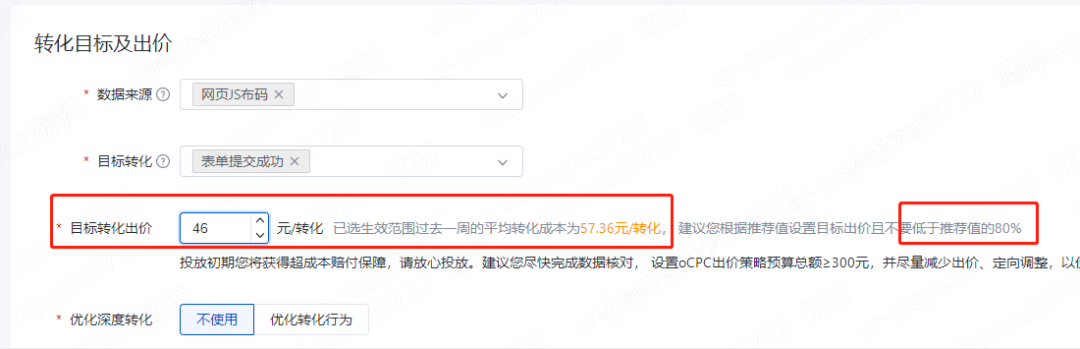 转化目标及出价
* 数据来源 ? 网页JS布码 ×
* 目标转化 ? 表单提交成功 ×
* 目标转化出价 46 元/转化 已选生效范围过去一周的平均转化成本为57.36元/转化, 建议您根据推荐值设置目标出价且不要低于推荐值的80%
投放初期您将获得超成本赔付保障,请放心投放。建议您尽快完成数据核对, 设置oCPC出价策略预算总额≥300元,并尽量减少出价、定向调整,以
* 优化深度转化 不使用 优化转化行为